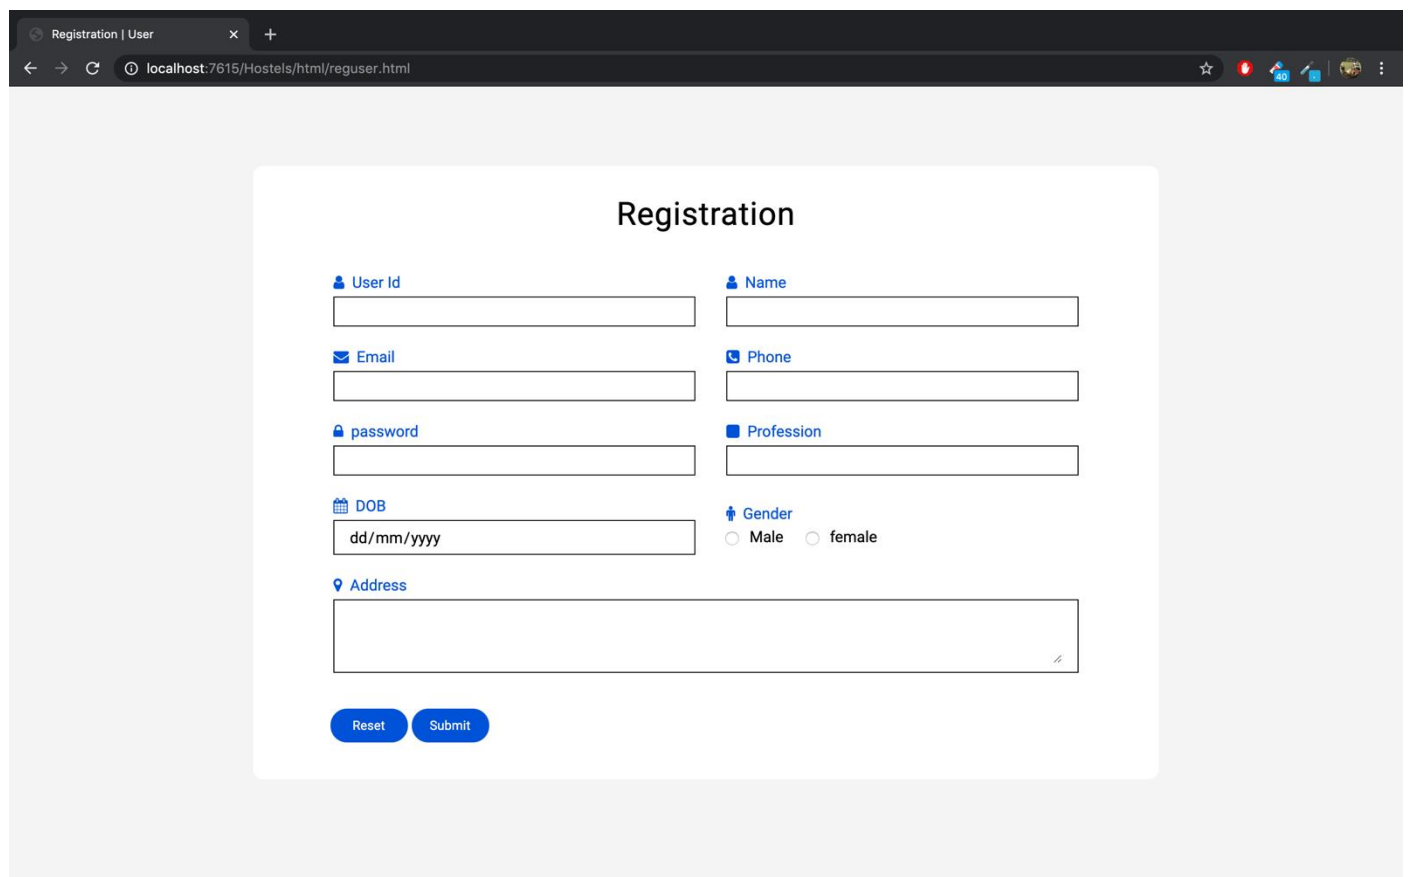 Registration | User
localhost:7615/Hostels/html/reguser.html
40
Registration
User Id
Name
Email
Phone
password
Profession
DOB
Gender
dd/mm/yyyy
Male
female
Address
Reset
Submit